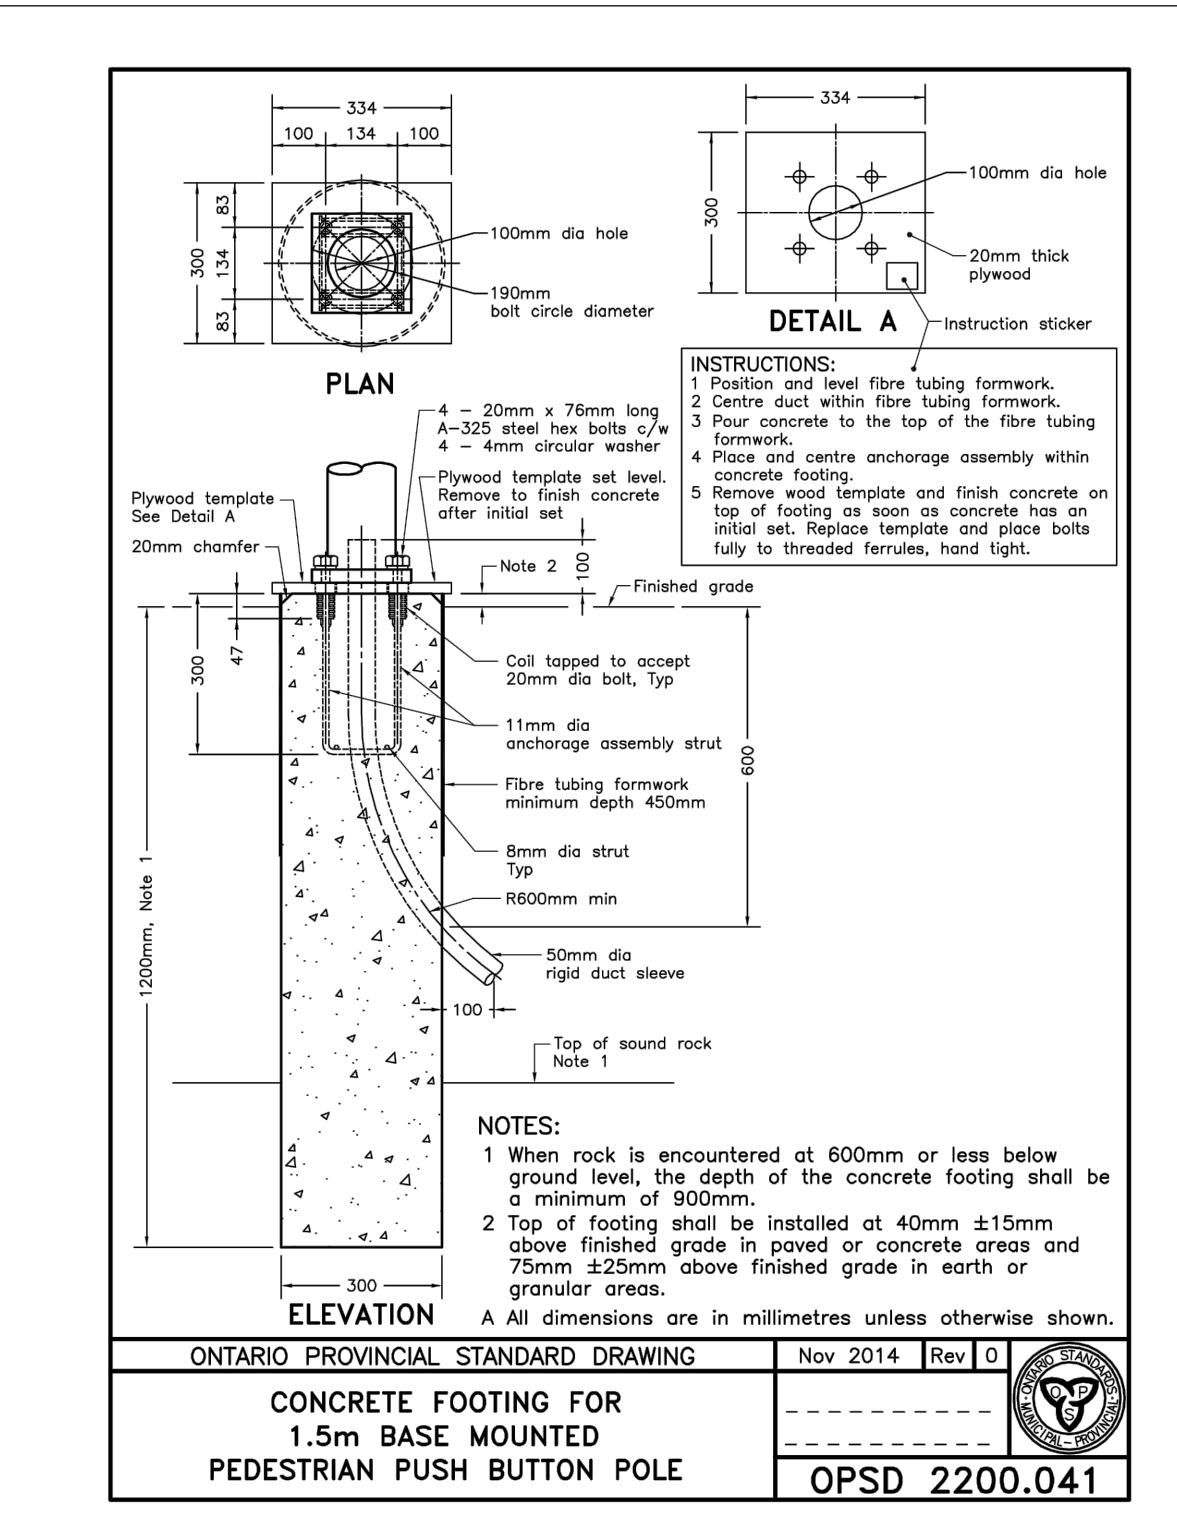 334
100 134 100
83
300 134
83
100mm dia hole
190mm
bolt circle diameter
PLAN
334
300
100mm dia hole
20mm thick
plywood
DETAIL A
Instruction sticker
INSTRUCTIONS:
1 Position and level fibre tubing formwork.
2 Centre duct within fibre tubing formwork.
3 Pour concrete to the top of the fibre tubing
formwork.
4 Place and centre anchorage assembly within
concrete footing.
5 Remove wood template and finish concrete on
top of footing as soon as concrete has an
initial set. Replace template and place bolts
fully to threaded ferrules, hand tight.
4 – 20mm x 76mm long
A–325 steel hex bolts c/w
4 – 4mm circular washer
Plywood template set level.
Remove to finish concrete
after initial set
Plywood template
See Detail A
20mm chamfer
Note 2
100
Finished grade
300
47
Coil tapped to accept
20mm dia bolt, Typ
11mm dia
anchorage assembly strut
600
Fibre tubing formwork
minimum depth 450mm
8mm dia strut
Typ
R600mm min
1200mm, Note 1
50mm dia
rigid duct sleeve
100
Top of sound rock
Note 1
300
ELEVATION
NOTES:
1 When rock is encountered at 600mm or less below
ground level, the depth of the concrete footing shall be
a minimum of 900mm.
2 Top of footing shall be installed at 40mm ±15mm
above finished grade in paved or concrete areas and
75mm ±25mm above finished grade in earth or
granular areas.
A All dimensions are in millimetres unless otherwise shown.
ONTARIO PROVINCIAL STANDARD DRAWING
Nov 2014 Rev 0
CONCRETE FOOTING FOR
1.5m BASE MOUNTED
PEDESTRIAN PUSH BUTTON POLE
ONTARIO STANDARDS
MUNICIPAL – PROVINCIAL
O P
S
OPSD 2200.041